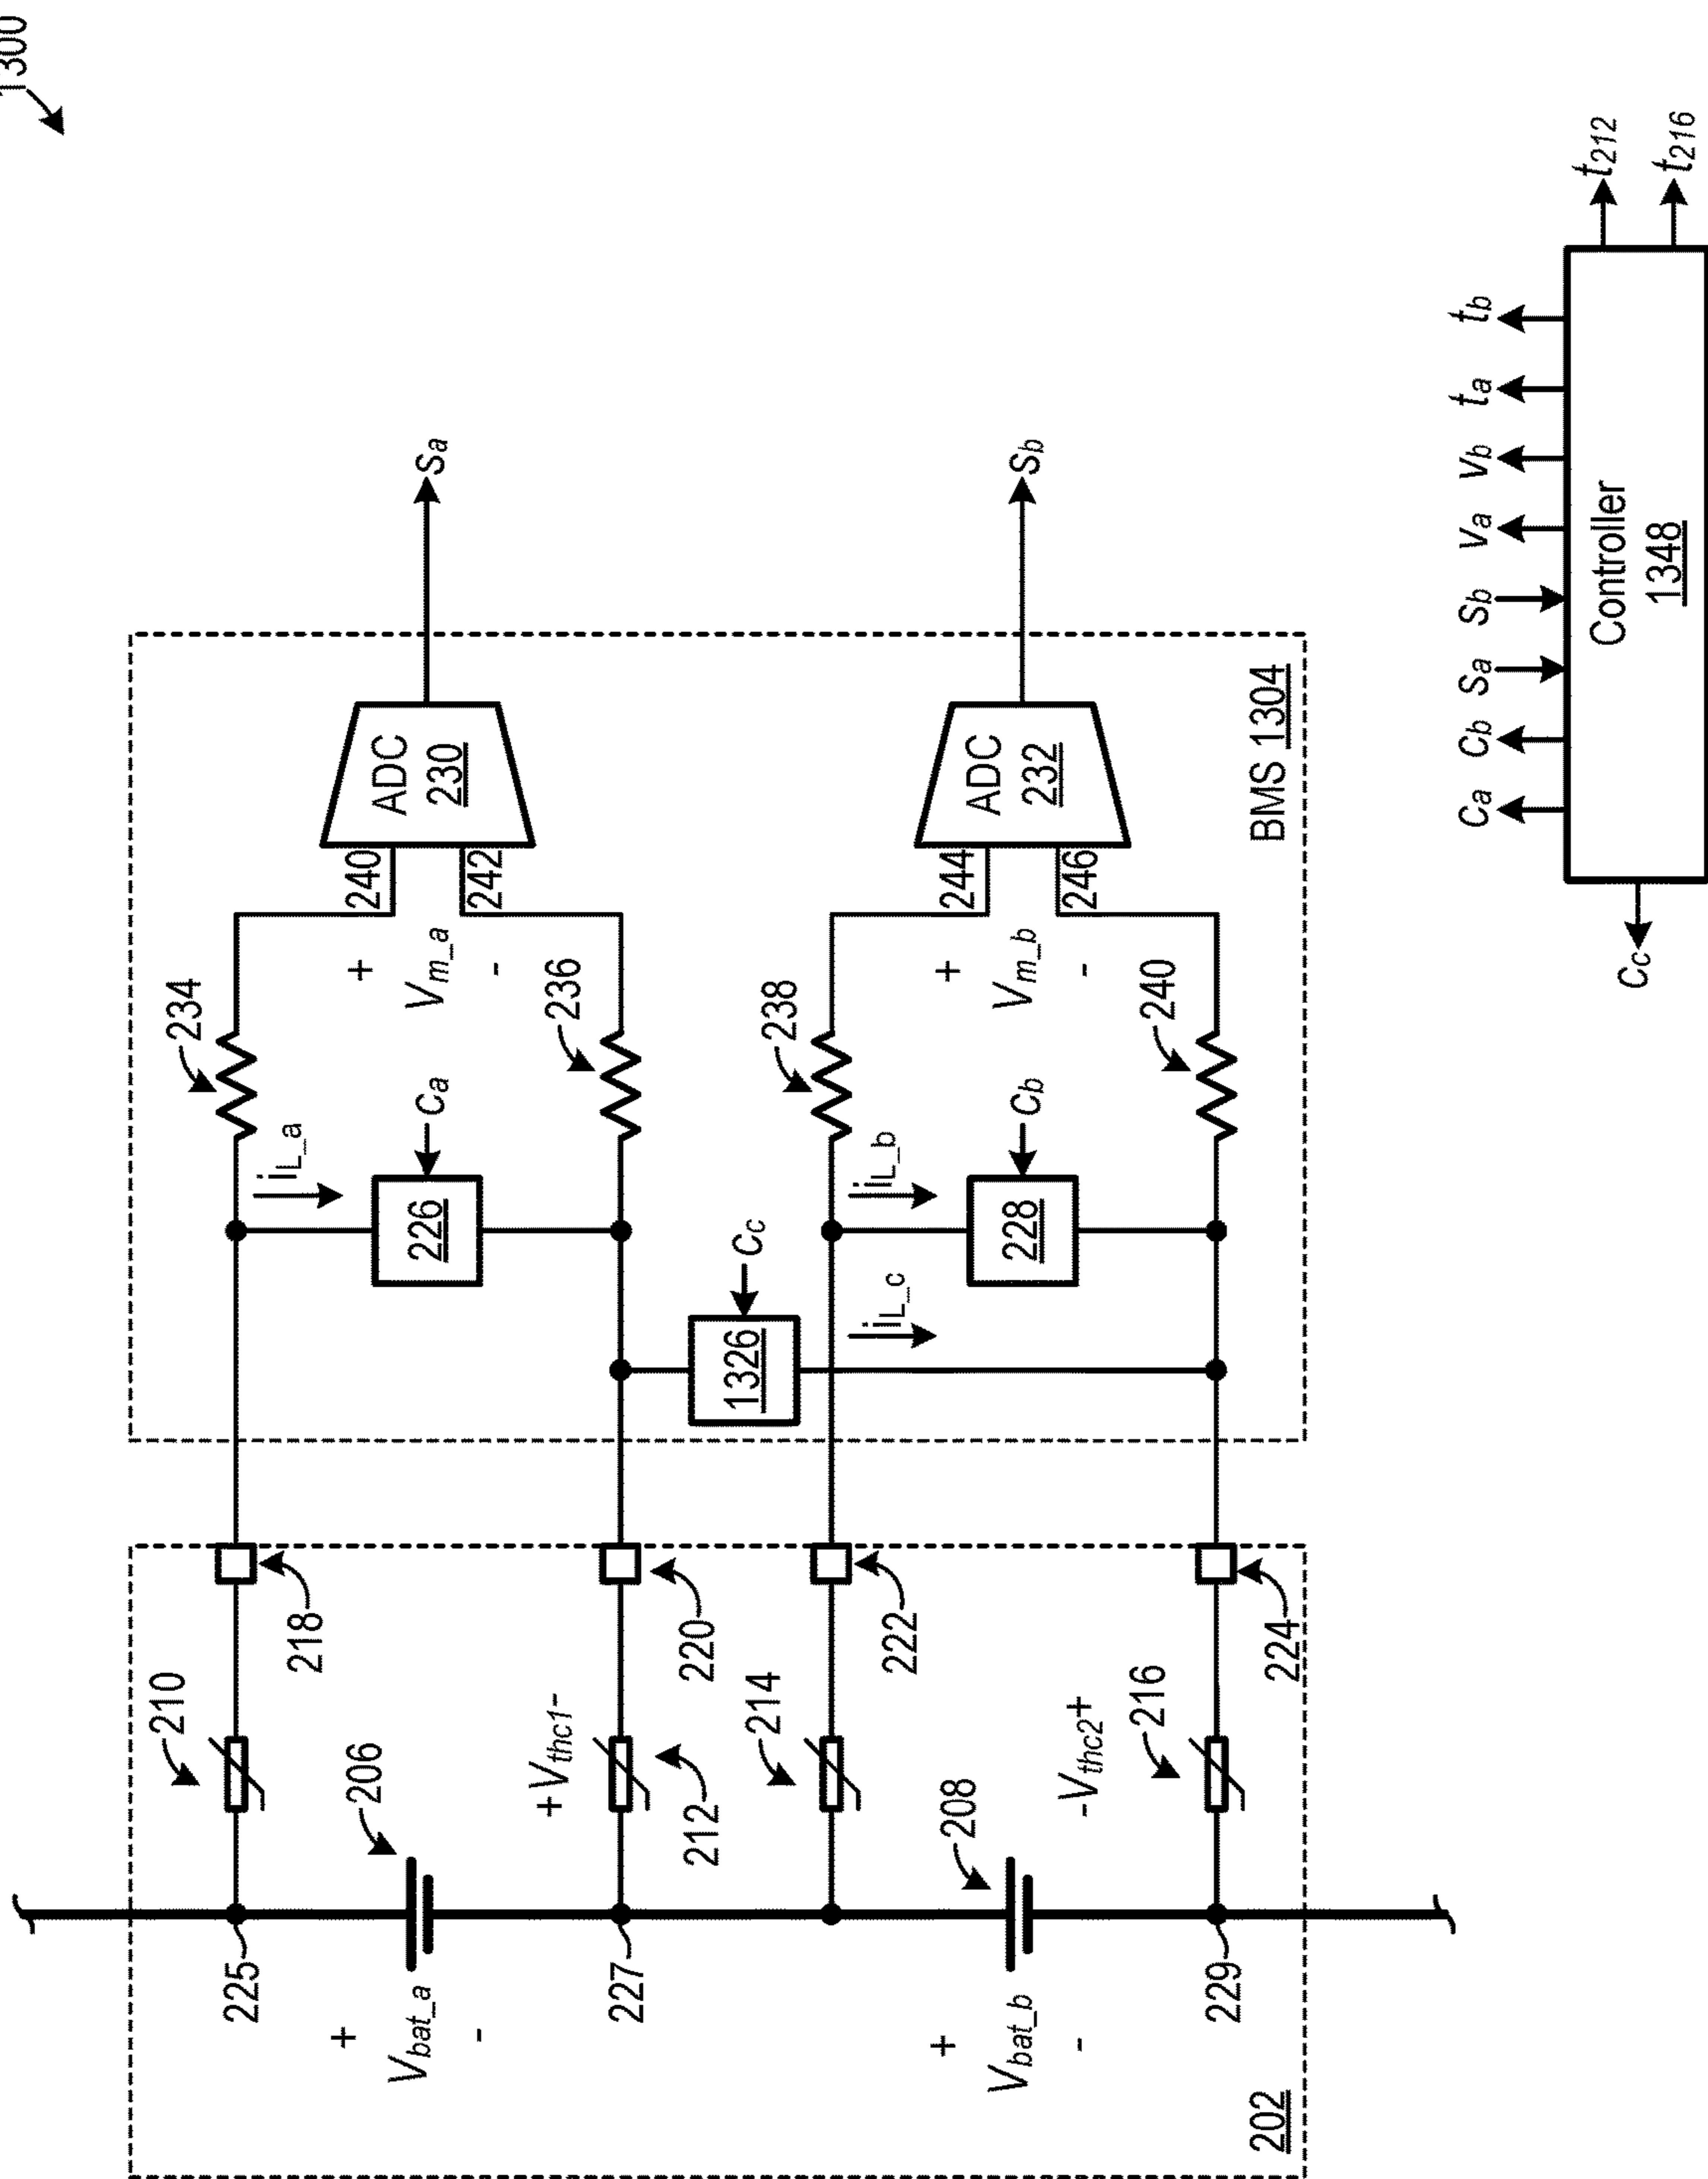 1300
sa
sb
ADC
230
240
242
+
Vm_a
-
234
236
iL_a
226
ca
ADC
232
244
246
+
Vm_b
-
238
240
iL_b
228
cb
1326
cc
iL_c
BMS 1304
218
220
222
224
210
+Vthc1-
212
214
-Vthc2+
216
206
208
225
227
229
+
Vbat_a
-
+
Vbat_b
-
202
ca
cb
sa
sb
va
vb
ta
tb
t212
t216
cc
Controller
1348